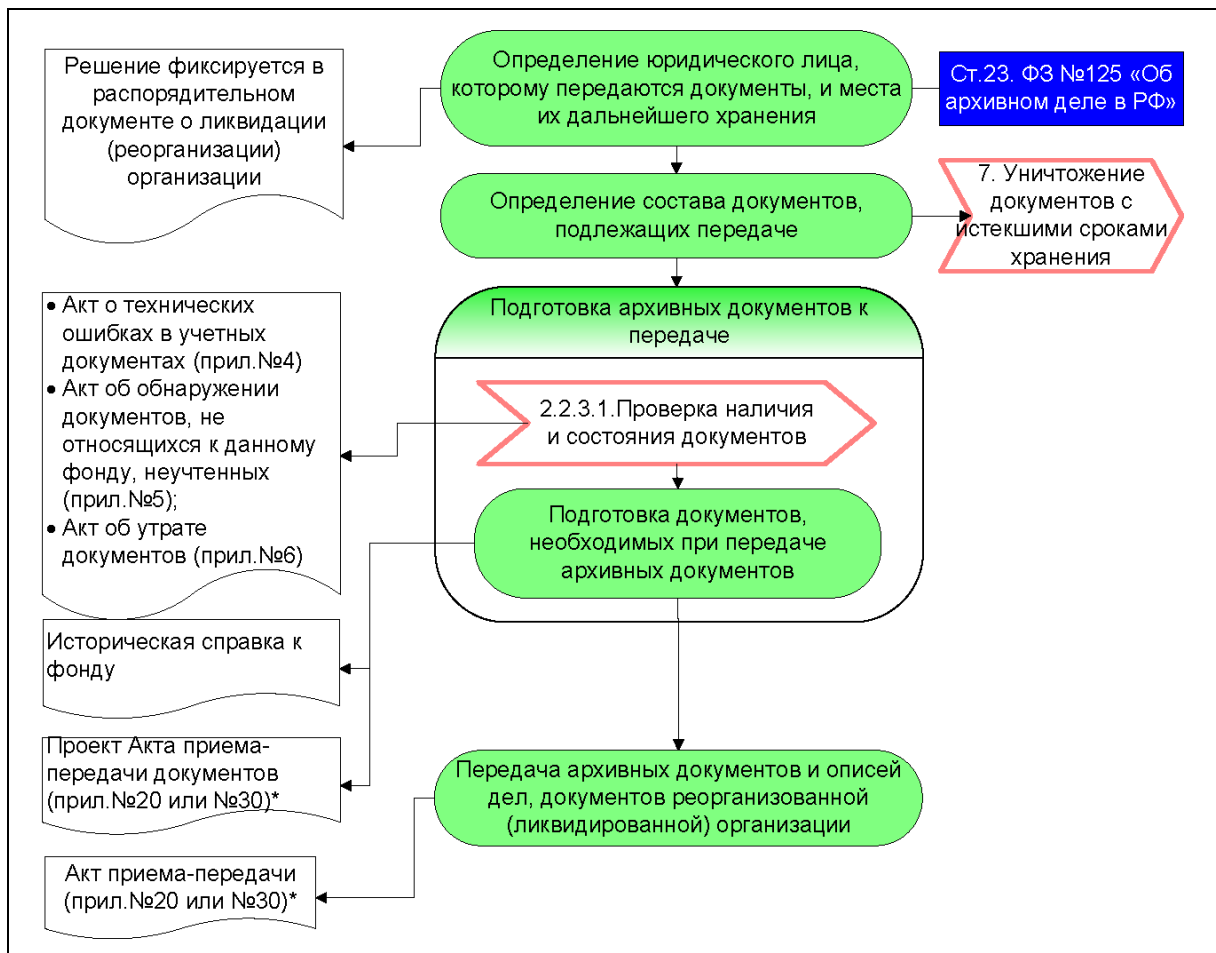 Решение фиксируется в
распорядительном
документе о ликвидации
(реорганизации)
организации
Определение юридического лица,
которому передаются документы, и места
их дальнейшего хранения
Ст.23. ФЗ №125 «Об
архивном деле в РФ»
Определение состава документов,
подлежащих передаче
7. Уничтожение
документов с
истекшими сроками
хранения
Подготовка архивных документов к
передаче
• Акт о технических
ошибках в учетных
документах (прил.№4)
• Акт об обнаружении
документов, не
относящихся к данному
фонду, неучтенных
(прил.№5);
• Акт об утрате
документов (прил.№6)
2.2.3.1.Проверка наличия
и состояния документов
Подготовка документов,
необходимых при передаче
архивных документов
Историческая справка к
фонду
Проект Акта приема-
передачи документов
(прил.№20 или №30)*
Передача архивных документов и описей
дел, документов реорганизованной
(ликвидированной) организации
Акт приема-передачи
(прил.№20 или №30)*